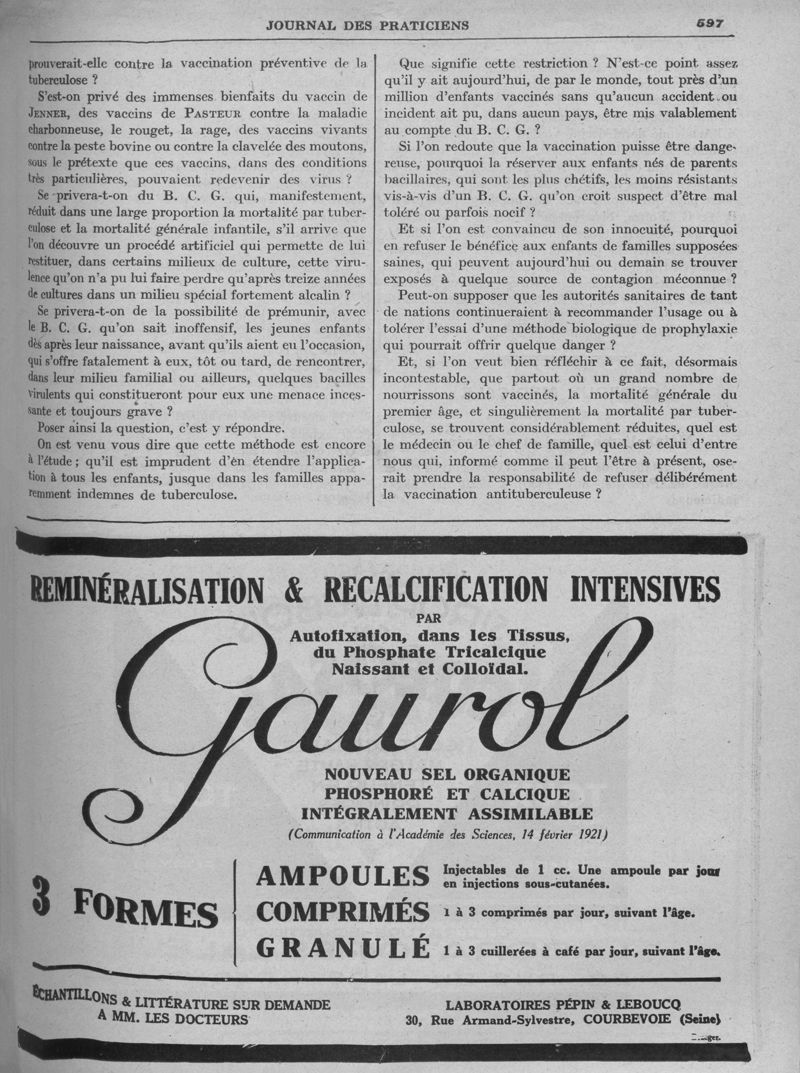 JOURNAL DES PRATICIENS
597
prouverait-elle contre la vaccination préventive de la
tuberculose ?
S'est-on privé des immenses bienfaits du vaccin de
JENNER, des vaccins de PASTEUR contre la maladie
charbonneuse, le rouget, la rage, des vaccins vivants
contre la peste bovine ou contre la clavelée des moutons,
sous le prétexte que ces vaccins, dans des conditions
très particulières, pouvaient redevenir des virus ?
Se privera-t-on du B. C. G. qui, manifestement,
réduit dans une large proportion la mortalité par tuber-
culose et la mortalité générale infantile, s'il arrive que
l'on découvre un procédé artificiel qui permette de lui
restituer, dans certains milieux de culture, cette viru-
lence qu'on n'a pu lui faire perdre qu'après treize années
de cultures dans un milieu spécial fortement alcalin ?
Se privera-t-on de la possibilité de prémunir, avec
le B. C. G. qu'on sait inoffensif, les jeunes enfants
dès après leur naissance, avant qu'ils aient eu l'occasion,
qui s'offre fatalement à eux, tôt ou tard, de rencontrer,
dans leur milieu familial ou ailleurs, quelques bacilles
virulents qui constitueront pour eux une menace inces-
sante et toujours grave ?
Poser ainsi la question, c'est y répondre.
On est venu vous dire que cette méthode est encore
à l'étude ; qu'il est imprudent d'en étendre l'applica-
tion à tous les enfants, jusque dans les familles appa-
remment indemnes de tuberculose.
Que signifie cette restriction ? N'est-ce point assez
qu'il y ait aujourd'hui, de par le monde, tout près d'un
million d'enfants vaccinés sans qu'aucun accident ou
incident ait pu, dans aucun pays, être mis valablement
au compte du B. C. G. ?
Si l'on redoute que la vaccination puisse être dange-
reuse, pourquoi la réserver aux enfants nés de parents
bacillaires, qui sont les plus chétifs, les moins résistants
vis-à-vis d'un B. C. G. qu'on croit suspect d'être mal
toléré ou parfois nocif ?
Et si l'on est convaincu de son innocuité, pourquoi
en refuser le bénéfice aux enfants de familles supposées
saines, qui peuvent aujourd'hui ou demain se trouver
exposés à quelque source de contagion méconnue ?
Peut-on supposer que les autorités sanitaires de tant
de nations continueraient à recommander l'usage ou à
tolérer l'essai d'une méthode biologique de prophylaxie
qui pourrait offrir quelque danger ?
Et, si l'on veut bien réfléchir à ce fait, désormais
incontestable, que partout où un grand nombre de
nourrissons sont vaccinés, la mortalité générale du
premier âge, et singulièrement la mortalité par tuber-
culose, se trouvent considérablement réduites, quel est
le médecin ou le chef de famille, quel est celui d'entre
nous qui, informé comme il peut l'être à présent, ose-
rait prendre la responsabilité de refuser délibérément
la vaccination antituberculeuse ?
REMINÉRALISATION & RECALCIFICATION INTENSIVES
PAR
Autofixation, dans les Tissus,
du Phosphate Tricalcique
Naissant et Colloïdal.
Gaurol
NOUVEAU SEL ORGANIQUE
PHOSPHORÉ ET CALCIQUE
INTÉGRALEMENT ASSIMILABLE
(Communication à l'Académie des Sciences, 14 février 1921)
3 FORMES
AMPOULES Injectables de 1 cc. Une ampoule par jour
en injections sous-cutanées.
COMPRIMÉS 1 à 3 comprimés par jour, suivant l'âge.
GRANULÉ 1 à 3 cuillerées à café par jour, suivant l'âge.
ÉCHANTILLONS & LITTÉRATURE SUR DEMANDE
A MM. LES DOCTEURS
LABORATOIRES PÉPIN & LEBOUCQ
30, Rue Armand-Sylvestre, COURBEVOIE (Seine)